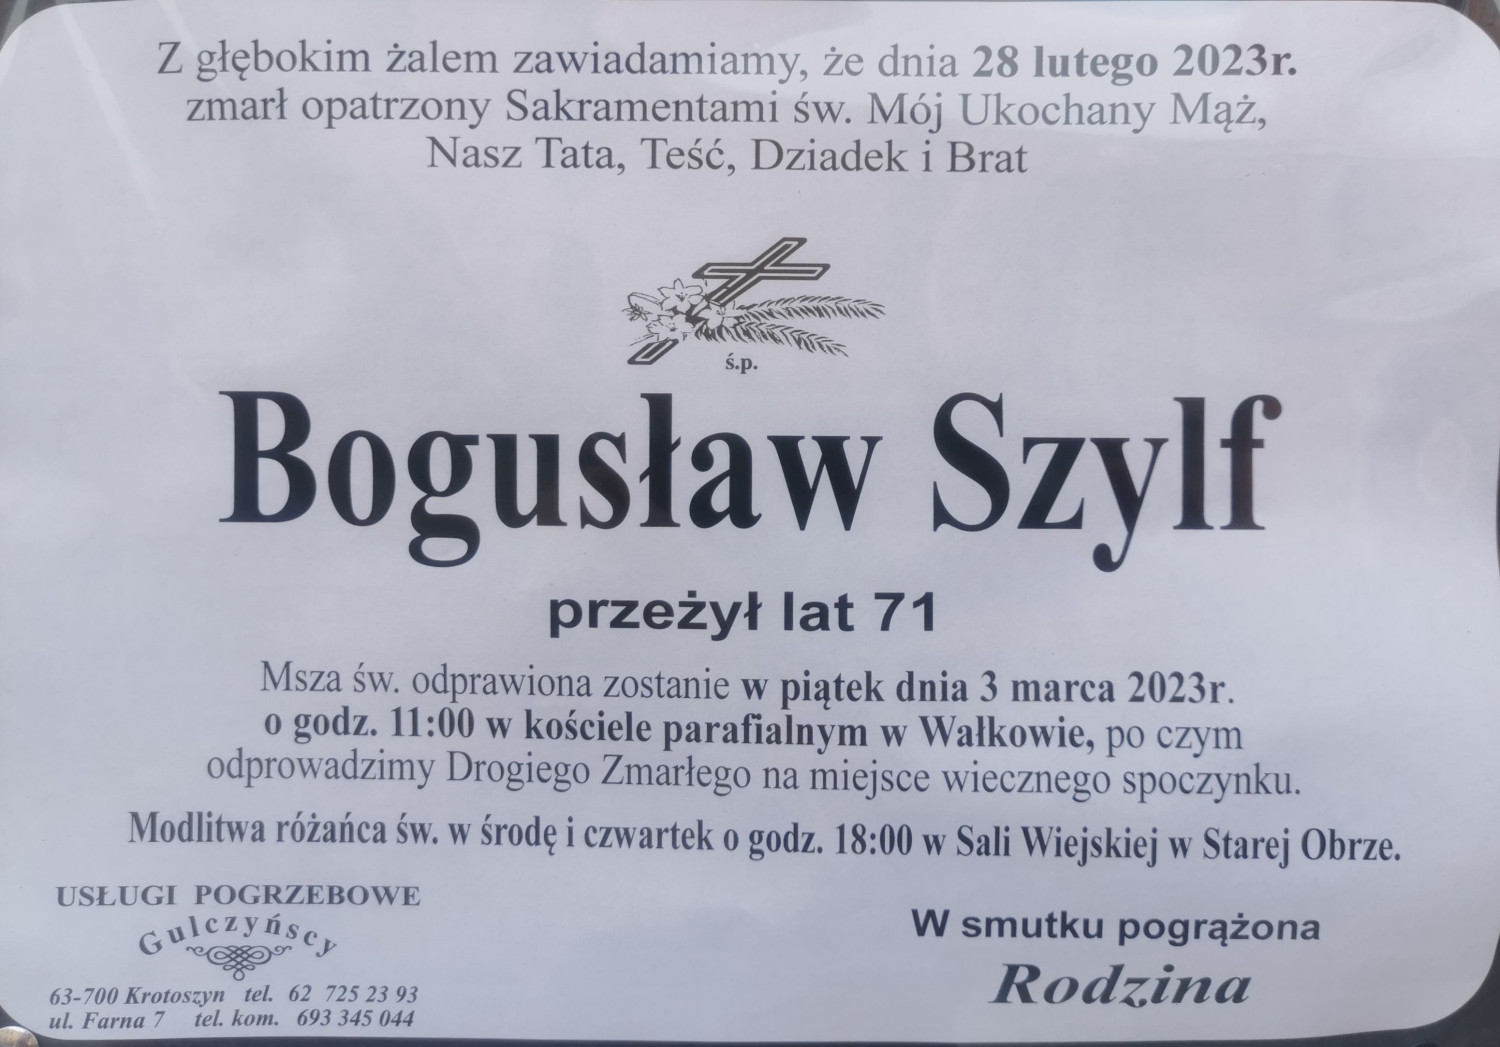 Z głębokim żalem zawiadamiamy, że dnia 28 lutego 2023r.
zmarł opatrzony Sakramentami św. Mój Ukochany Mąż,
Nasz Tata, Teść, Dziadek i Brat
ś.p.
Bogusław Szylf
przeżył lat 71
Msza św. odprawiona zostanie w piątek dnia 3 marca 2023r.
o godz. 11:00 w kościele parafialnym w Wałkowie, po czym
odprowadzimy Drogiego Zmarłego na miejsce wiecznego spoczynku.
Modlitwa różańca św. w środę i czwartek o godz. 18:00 w Sali Wiejskiej w Starej Obrze.
USŁUGI POGRZEBOWE
Gulczyńscy
63-700 Krotoszyn tel. 62 725 23 93
ul. Farna 7 tel. kom. 693 345 044
W smutku pogrążona
Rodzina